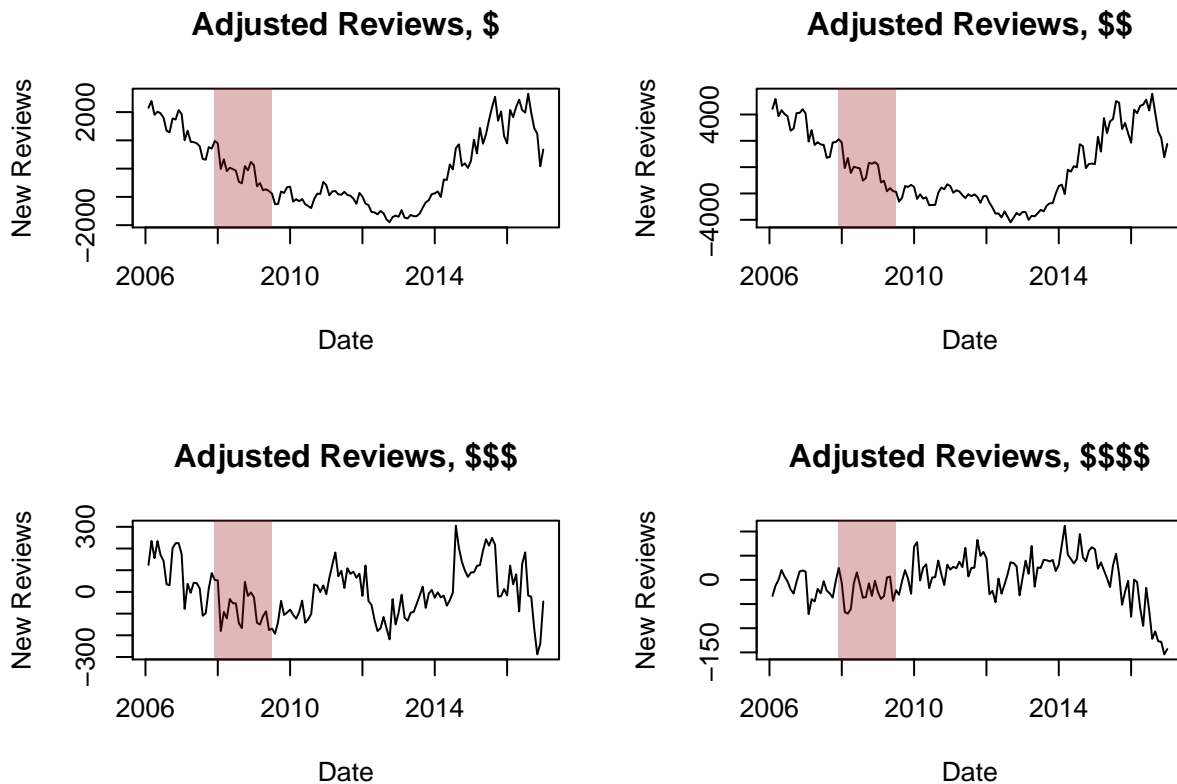 Adjusted Reviews, $
New Reviews
2000
−2000
2006 2010 2014
Date
Adjusted Reviews, $$
New Reviews
4000
−4000
2006 2010 2014
Date
Adjusted Reviews, $$$
New Reviews
300
0
−300
2006 2010 2014
Date
Adjusted Reviews, $$$$
New Reviews
0
−150
2006 2010 2014
Date